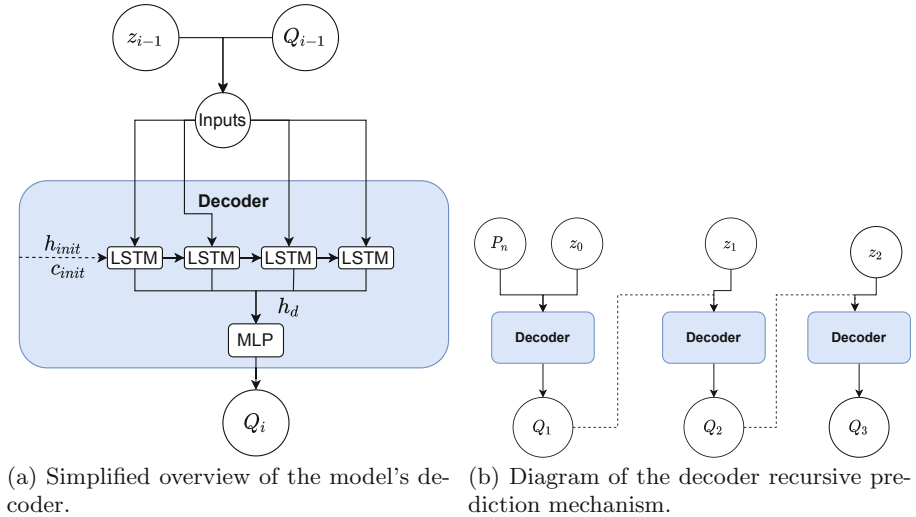 z_{i−1}
Q_{i−1}
Inputs
Decoder
h_{init}
c_{init}
LSTM LSTM LSTM LSTM
h_d
MLP
Q_i
(a) Simplified overview of the model's de-
coder.
P_n z_0 z_1 z_2
Decoder Decoder Decoder
Q_1 Q_2 Q_3
(b) Diagram of the decoder recursive pre-
diction mechanism.